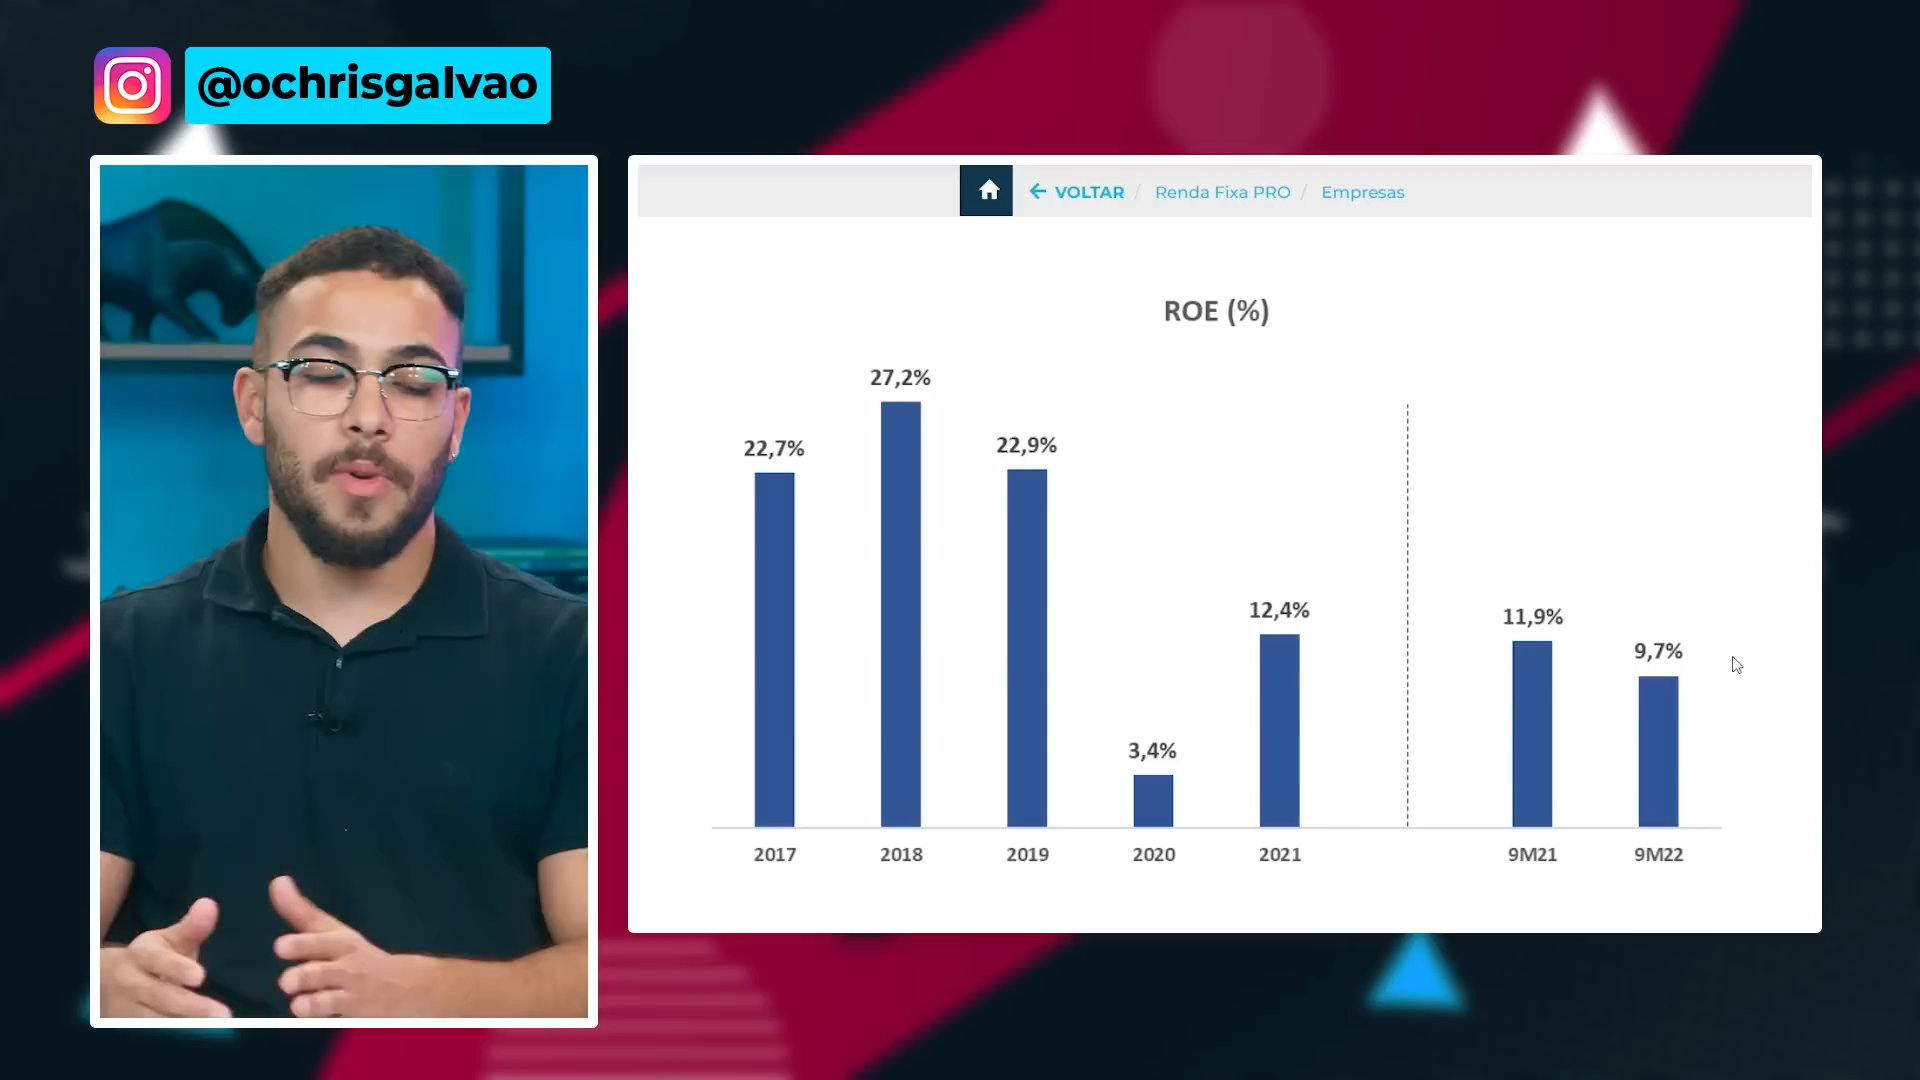 @ochrisgalvao
VOLTAR / Renda Fixa PRO / Empresas
ROE (%)
22,7%
27,2%
22,9%
3,4%
12,4%
11,9%
9,7%
2017
2018
2019
2020
2021
9M21
9M22